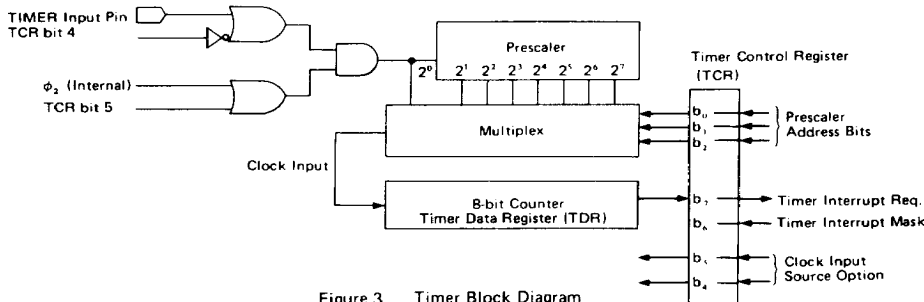 TIMER Input Pin
TCR bit 4
ϕ₂ (Internal)
TCR bit 5
Prescaler
2⁰ 2¹ 2² 2³ 2⁴ 2⁵ 2⁶ 2⁷
Multiplex
Clock Input
8-bit Counter
Timer Data Register (TDR)
Timer Control Register
(TCR)
b₀
b₁
b₂
Prescaler
Address Bits
b₇ Timer Interrupt Req.
b₆ Timer Interrupt Mask
b₅
b₄
Clock Input
Source Option
Figure 3 Timer Block Diagram